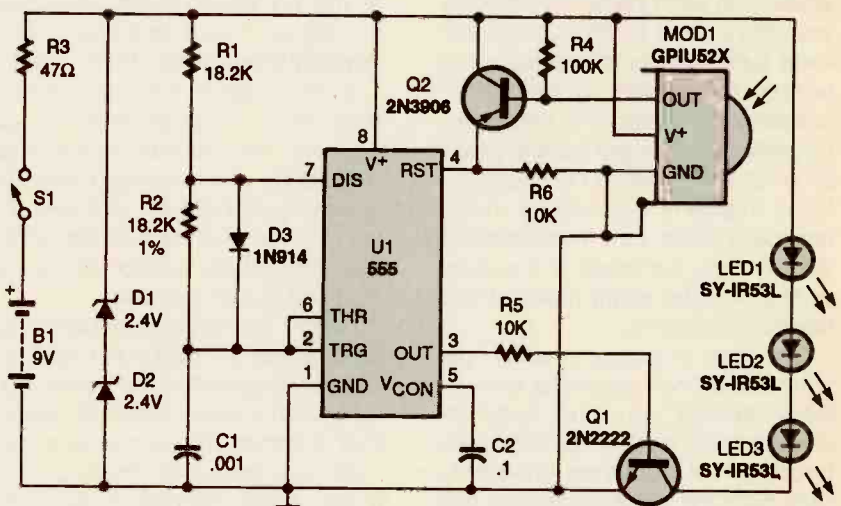 R3
47Ω
R1
18.2K
Q2
2N3906
R4
100K
MOD1
GPIU52X
OUT
V+
GND
8
V+
4
RST
7
DIS
R6
10K
S1
R2
18.2K
1%
D3
1N914
U1
555
+
B1
9V
D1
2.4V
D2
2.4V
6
THR
2
TRG
1
GND
OUT
3
VCON
5
R5
10K
C1
.001
C2
.1
Q1
2N2222
LED1
SY-IR53L
LED2
SY-IR53L
LED3
SY-IR53L